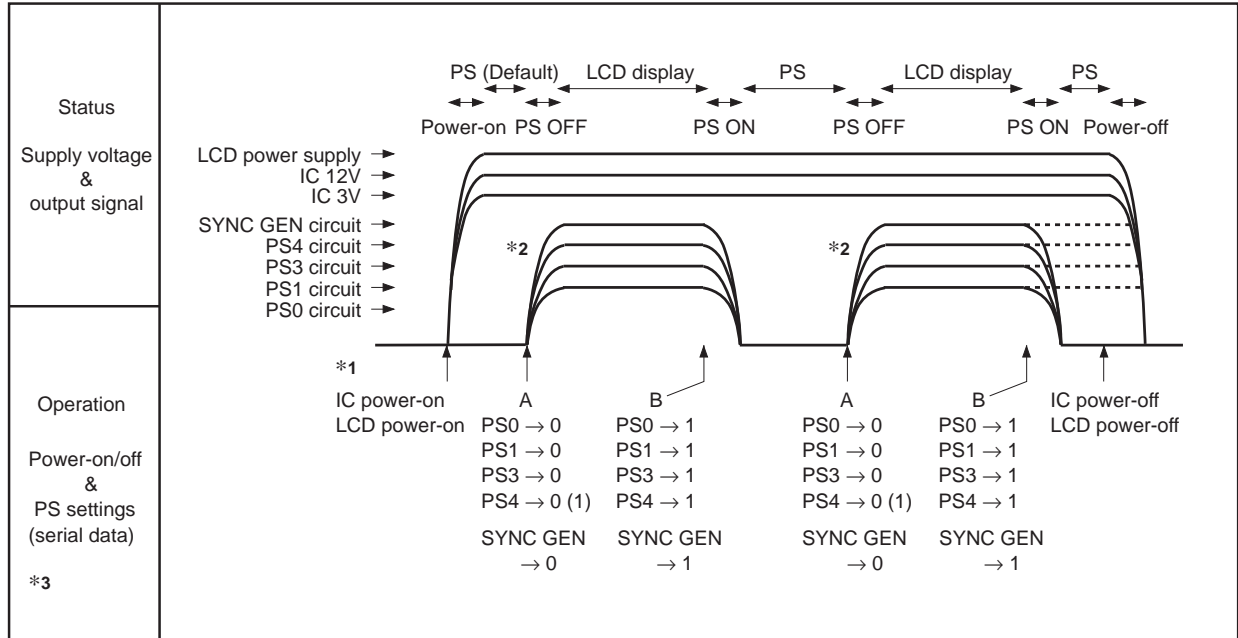 Status
Supply voltage
&
output signal
Operation
Power-on/off
&
PS settings
(serial data)
*3
PS (Default) LCD display PS LCD display PS
Power-on PS OFF PS ON PS OFF PS ON Power-off
LCD power supply →
IC 12V →
IC 3V →
SYNC GEN circuit →
PS4 circuit →
PS3 circuit →
PS1 circuit →
PS0 circuit →
*2 *2
*1
IC power-on A B A B IC power-off
LCD power-on PS0 → 0 PS0 → 1 PS0 → 0 PS0 → 1 LCD power-off
PS1 → 0 PS1 → 1 PS1 → 0 PS1 → 1
PS3 → 0 PS3 → 1 PS3 → 0 PS3 → 1
PS4 → 0 (1) PS4 → 1 PS4 → 0 (1) PS4 → 1
SYNC GEN SYNC GEN SYNC GEN SYNC GEN
→ 0 → 1 → 0 → 1